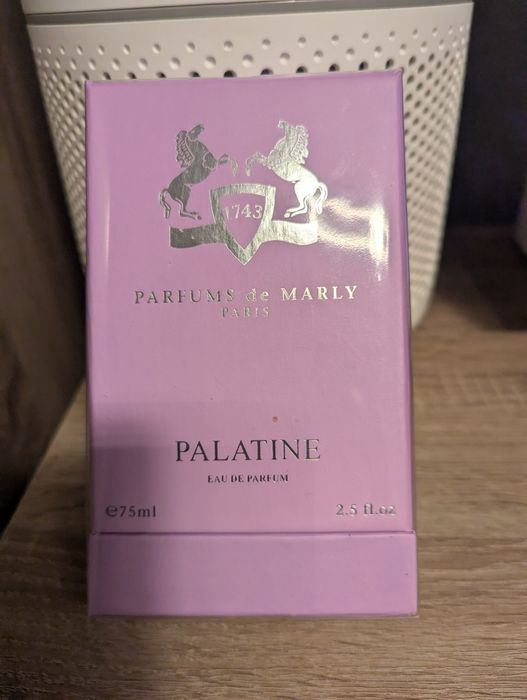 1743
PARFUMS de MARLY
PARIS
PALATINE
EAU DE PARFUM
℮75ml 2.5 fl.oz